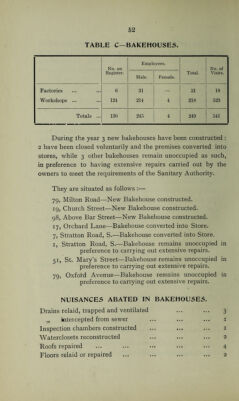 52
TABLE C—BAKEHOUSES.
No. on Register. Employees. Total. No. of Visits.
Male. Female.
Factories ... ... 6 31 — 31 18
Workshops ... ... 124 214 4 218 523
Totals ... 130 245 4 249 541
During the year 3 new bakehouses have been constructed :
2 have been closed voluntarily and the premises converted into
stores, while 3 other bakehouses remain unoccupied as such,
in preference to having extensive repairs carried out by the
owners to meet the requirements of the Sanitary Authority.
They are situated as follows :—
79, Milton Road—New Bakehouse constructed.
19, Church Street—New Bakehouse constructed.
98, Above Bar Street—New Bakehouse constructed.
17, Orchard Lane—Bakehouse converted into Store.
7, Stratton Road, S.—Bakehouse converted into Store.
1, Stratton Road, S.—Bakehouse remains unoccupied in
preference to carrying out extensive repairs.
51, St. Mary's Street—Bakehouse remains unoccupied in
preference to carrying out extensive repairs.
79, Oxford Avenue—Bakehouse remains unoccupied in
preference to carrying out extensive repairs.
NUISANCES ABATED IN BAKEHOUSES.
Drains relaid, trapped and ventilated ... ... 3
„ intercepted from sewer ... ... ... 1
Inspection chambers constructed ... ... ... 2
Waterclosets reconstructed ... ... ... 2
Roofs repaired ... ... ... ... ... 4
Floors relaid or repaired ... ... ... ... 2